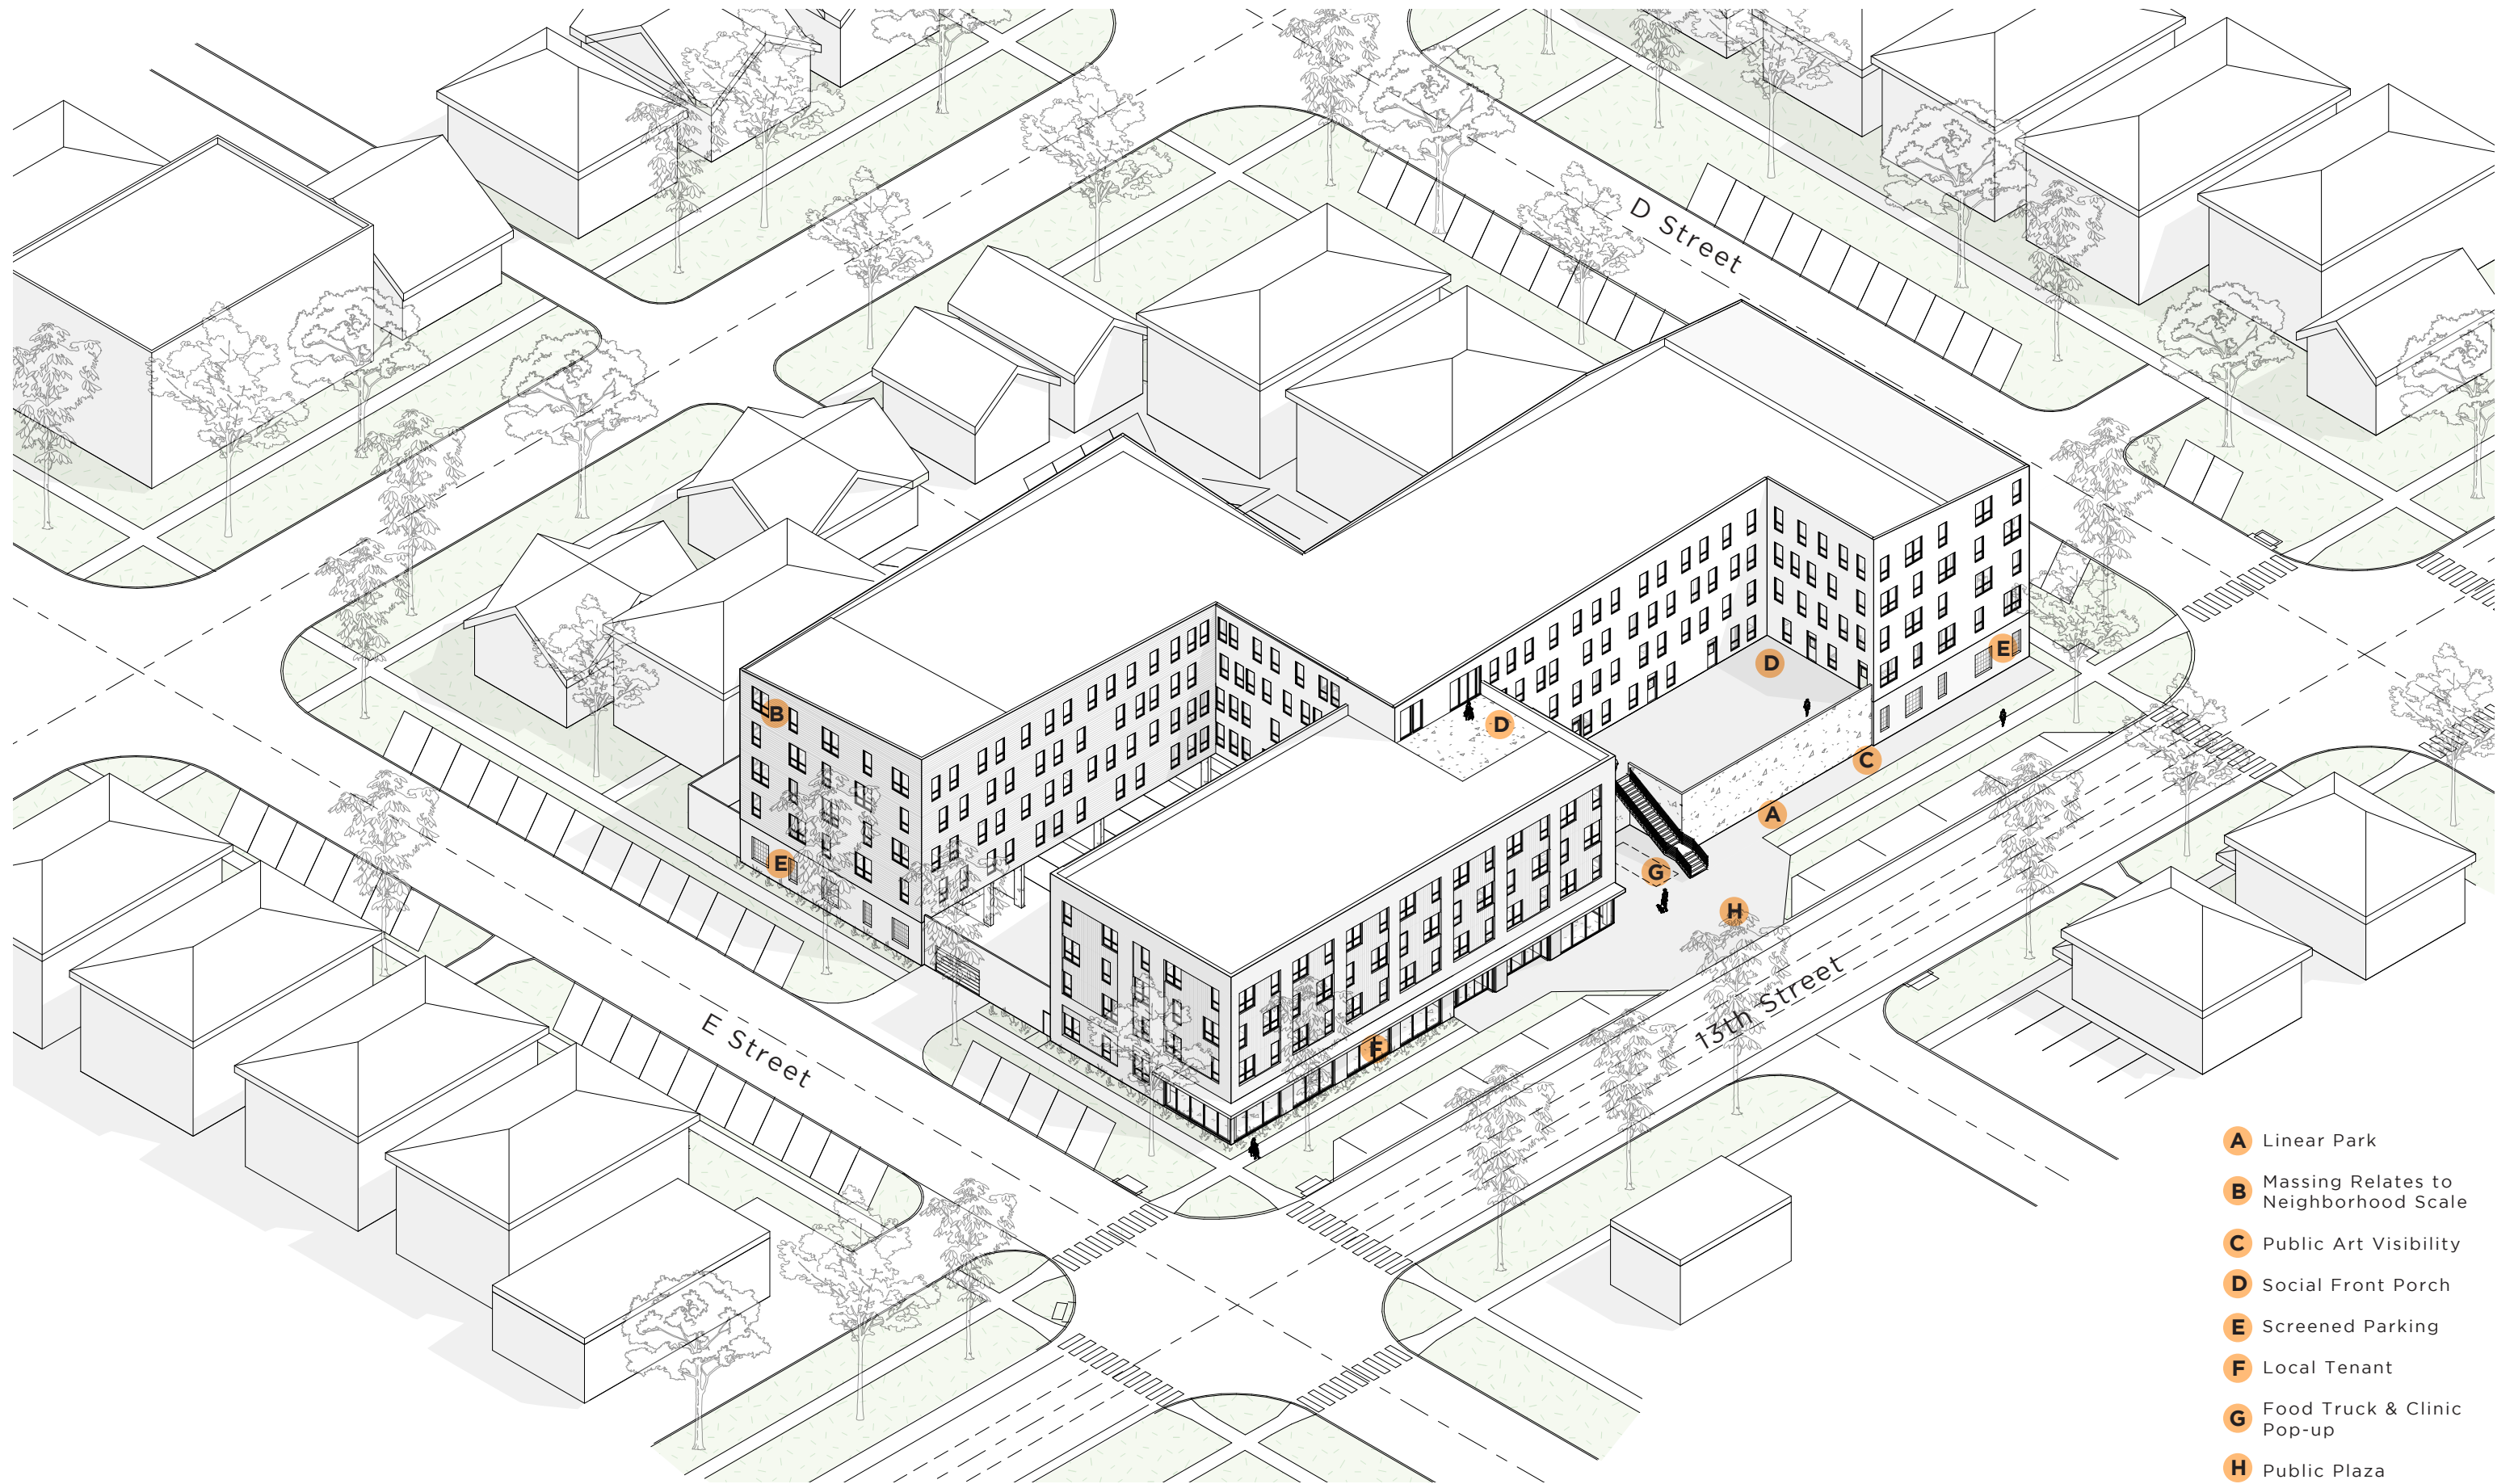 D Street
B
D
E
D
C
A
E
G
H
13th Street
F
E Street
A Linear Park
B Massing Relates to
Neighborhood Scale
C Public Art Visibility
D Social Front Porch
E Screened Parking
F Local Tenant
G Food Truck & Clinic
Pop-up
H Public Plaza